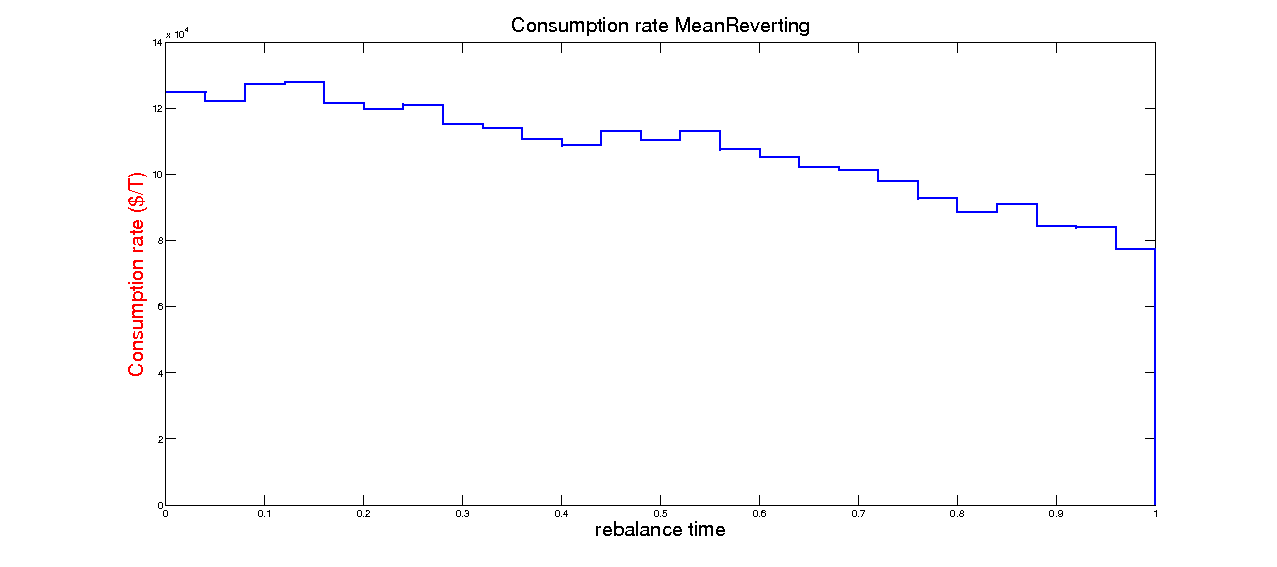 Consumption rate MeanReverting
x 10^4
14
12
10
8
6
4
2
0
Consumption rate ($/T)
0 0.1 0.2 0.3 0.4 0.5 0.6 0.7 0.8 0.9 1
rebalance time